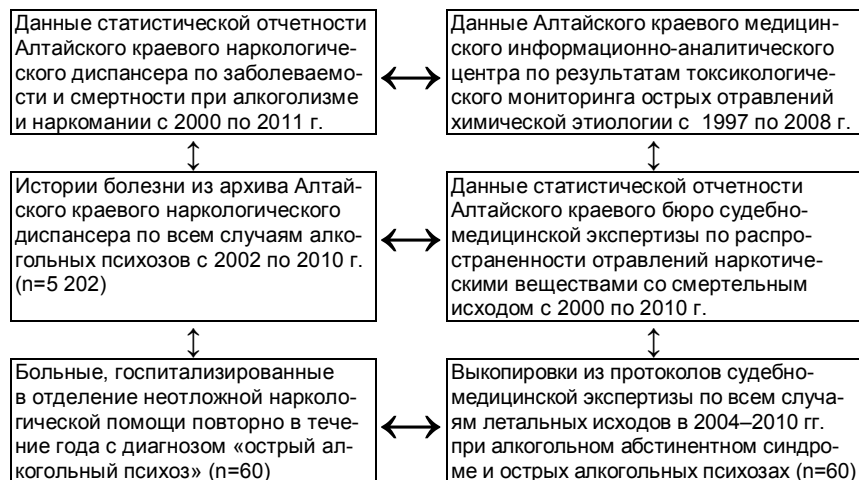 Данные статистической отчетности
Алтайского краевого наркологиче-
ского диспансера по заболеваемо-
сти и смертности при алкоголизме
и наркомании с 2000 по 2011 г.
Данные Алтайского краевого медицин-
ского информационно-аналитического
центра по результатам токсикологиче-
ского мониторинга острых отравлений
химической этиологии с 1997 по 2008 г.
Истории болезни из архива Алтай-
ского краевого наркологического
диспансера по всем случаям алко-
гольных психозов с 2002 по 2010 г.
(n=5 202)
Данные статистической отчетности
Алтайского краевого бюро судебно-
медицинской экспертизы по распро-
страненности отравлений наркотиче-
скими веществами со смертельным
исходом с 2000 по 2010 г.
Больные, госпитализированные
в отделение неотложной нарколо-
гической помощи повторно в тече-
ние года с диагнозом «острый ал-
когольный психоз» (n=60)
Выкопировки из протоколов судебно-
медицинской экспертизы по всем случа-
ям летальных исходов в 2004–2010 гг.
при алкогольном абстинентном синдро-
ме и острых алкогольных психозах (n=60)